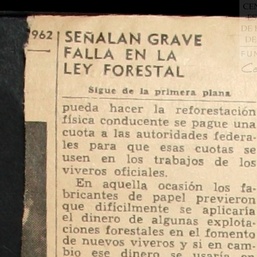 1962
SEÑALAN GRAVE
FALLA EN LA
LEY FORESTAL
Sigue de la primera plana
pueda hacer la reforestación
física conducente se pague una
cuota a las autoridades federa-
les para que esas cuotas se
usen en los trabajos de los
viveros oficiales.
En aquella ocasión los fa-
bricantes de papel previeron
que difícilmente se aplicaría
el dinero de algunas explota-
ciones forestales en el fomento
de nuevos viveros y si en cam-
bio ese dinero se usaría en